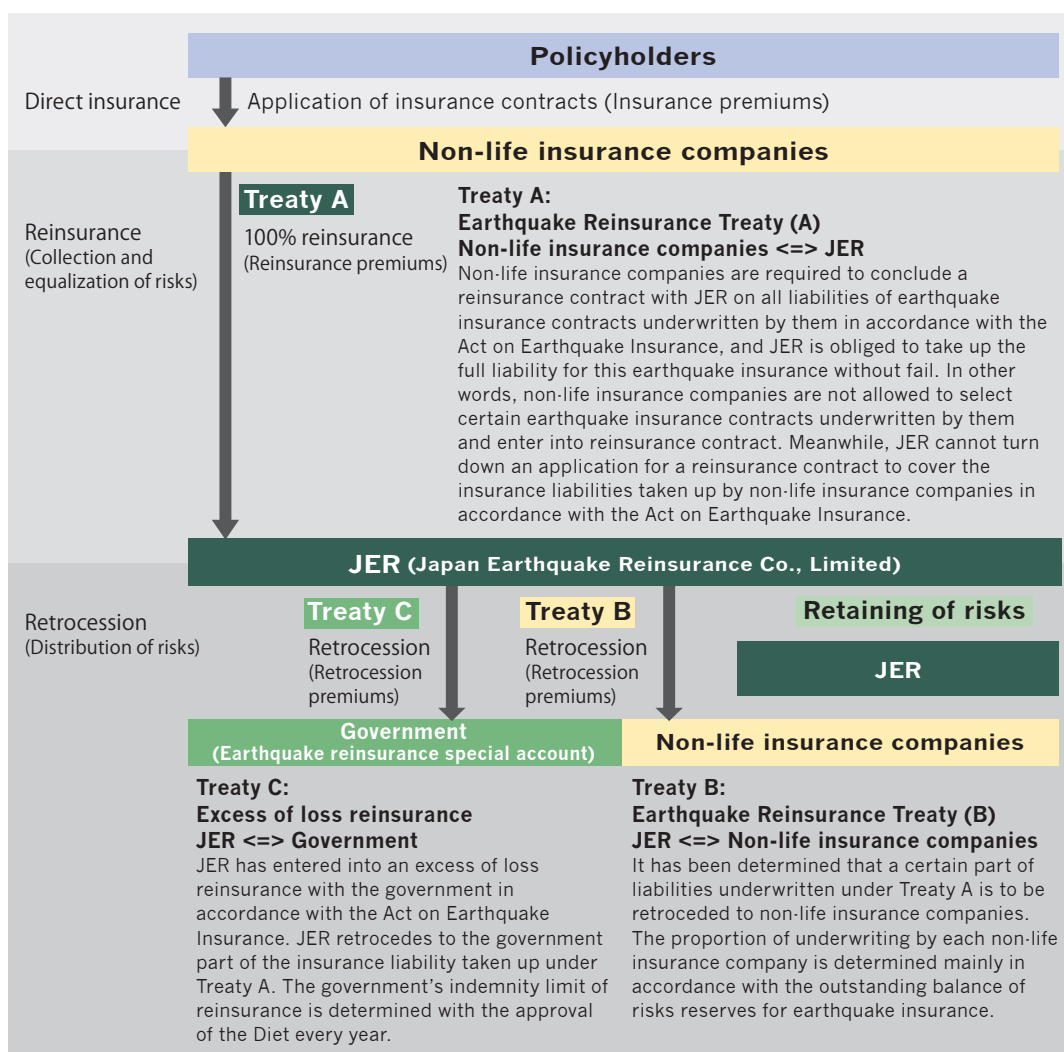 Policyholders
Direct insurance
Application of insurance contracts (Insurance premiums)
Non-life insurance companies
Reinsurance
(Collection and
equalization of risks)
Treaty A
100% reinsurance
(Reinsurance premiums)
Treaty A:
Earthquake Reinsurance Treaty (A)
Non-life insurance companies <=> JER
Non-life insurance companies are required to conclude a
reinsurance contract with JER on all liabilities of earthquake
insurance contracts underwritten by them in accordance with the
Act on Earthquake Insurance, and JER is obliged to take up the
full liability for this earthquake insurance without fail. In other
words, non-life insurance companies are not allowed to select
certain earthquake insurance contracts underwritten by them
and enter into reinsurance contract. Meanwhile, JER cannot turn
down an application for a reinsurance contract to cover the
insurance liabilities taken up by non-life insurance companies in
accordance with the Act on Earthquake Insurance.
JER (Japan Earthquake Reinsurance Co., Limited)
Retrocession
(Distribution of risks)
Treaty C
Retrocession
(Retrocession
premiums)
Treaty B
Retrocession
(Retrocession
premiums)
Retaining of risks
JER
Government
(Earthquake reinsurance special account)
Non-life insurance companies
Treaty C:
Excess of loss reinsurance
JER <=> Government
JER has entered into an excess of loss
reinsurance with the government in
accordance with the Act on Earthquake
Insurance. JER retrocedes to the government
part of the insurance liability taken up under
Treaty A. The government's indemnity limit of
reinsurance is determined with the approval
of the Diet every year.
Treaty B:
Earthquake Reinsurance Treaty (B)
JER <=> Non-life insurance companies
It has been determined that a certain part of
liabilities underwritten under Treaty A is to be
retroceded to non-life insurance companies.
The proportion of underwriting by each non-life
insurance company is determined mainly in
accordance with the outstanding balance of
risks reserves for earthquake insurance.